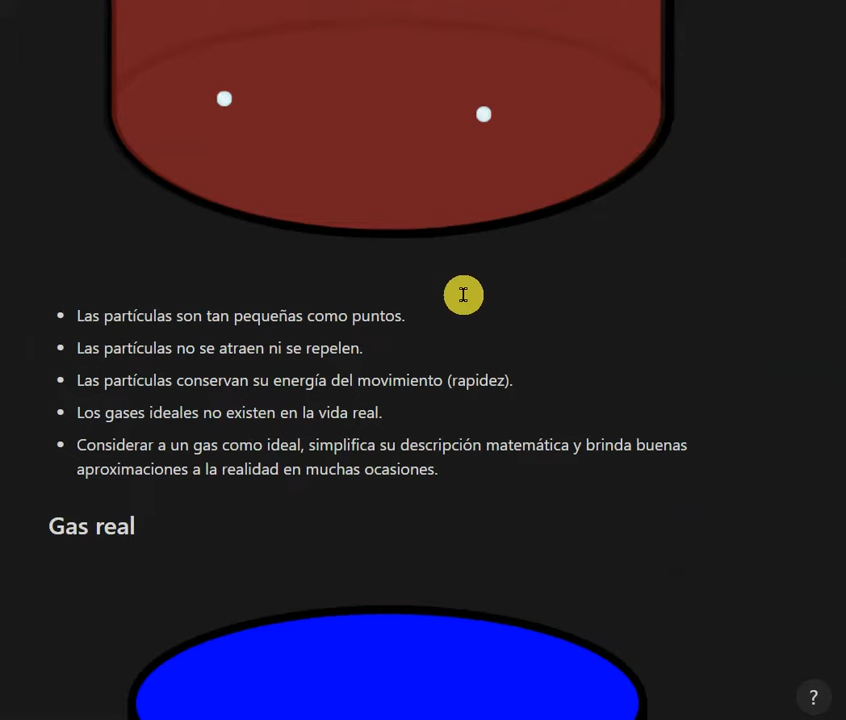 Las partículas son tan pequeñas como puntos.
Las partículas no se atraen ni se repelen.
Las partículas conservan su energía del movimiento (rapidez).
Los gases ideales no existen en la vida real.
Considerar a un gas como ideal, simplifica su descripción matemática y brinda buenas
aproximaciones a la realidad en muchas ocasiones.
Gas real
?